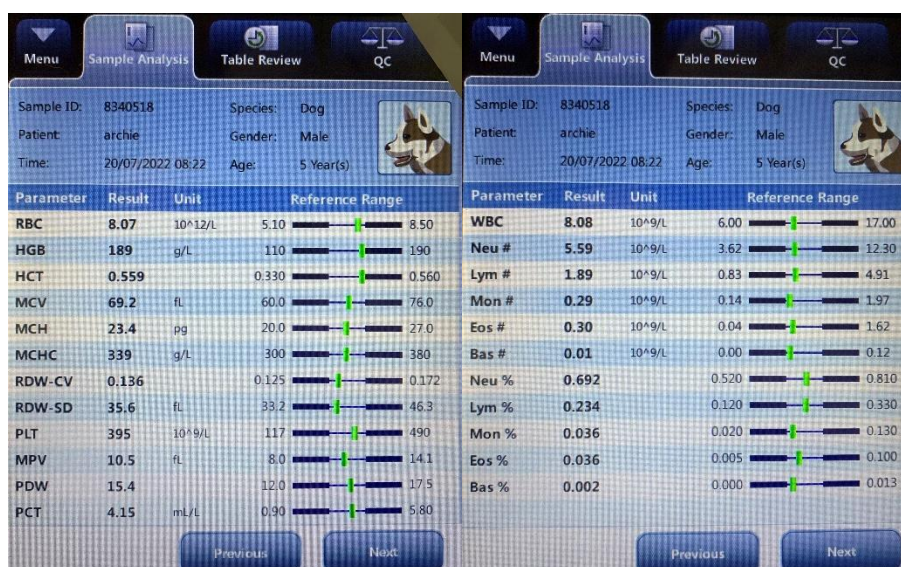 Menu Sample Analysis Table Review QC
Sample ID: 8340518 Species: Dog
Patient: archie Gender: Male
Time: 20/07/2022 08:22 Age: 5 Year(s)
Parameter Result Unit Reference Range
RBC 8.07 10^12/L 5.10 8.50
HGB 189 g/L 110 190
HCT 0.559 0.330 0.560
MCV 69.2 fL 60.0 76.0
MCH 23.4 pg 20.0 27.0
MCHC 339 g/L 300 380
RDW-CV 0.136 0.125 0.172
RDW-SD 35.6 fL 33.2 46.3
PLT 395 10^9/L 117 490
MPV 10.5 fL 8.0 14.1
PDW 15.4 12.0 17.5
PCT 4.15 mL/L 0.90 5.80
Previous Next
Menu Sample Analysis Table Review QC
Sample ID: 8340518 Species: Dog
Patient: archie Gender: Male
Time: 20/07/2022 08:22 Age: 5 Year(s)
Parameter Result Unit Reference Range
WBC 8.08 10^9/L 6.00 17.00
Neu # 5.59 10^9/L 3.62 12.30
Lym # 1.89 10^9/L 0.83 4.91
Mon # 0.29 10^9/L 0.14 1.97
Eos # 0.30 10^9/L 0.04 1.62
Bas # 0.01 10^9/L 0.00 0.12
Neu % 0.692 0.520 0.810
Lym % 0.234 0.120 0.330
Mon % 0.036 0.020 0.130
Eos % 0.036 0.005 0.100
Bas % 0.002 0.000 0.013
Previous Next